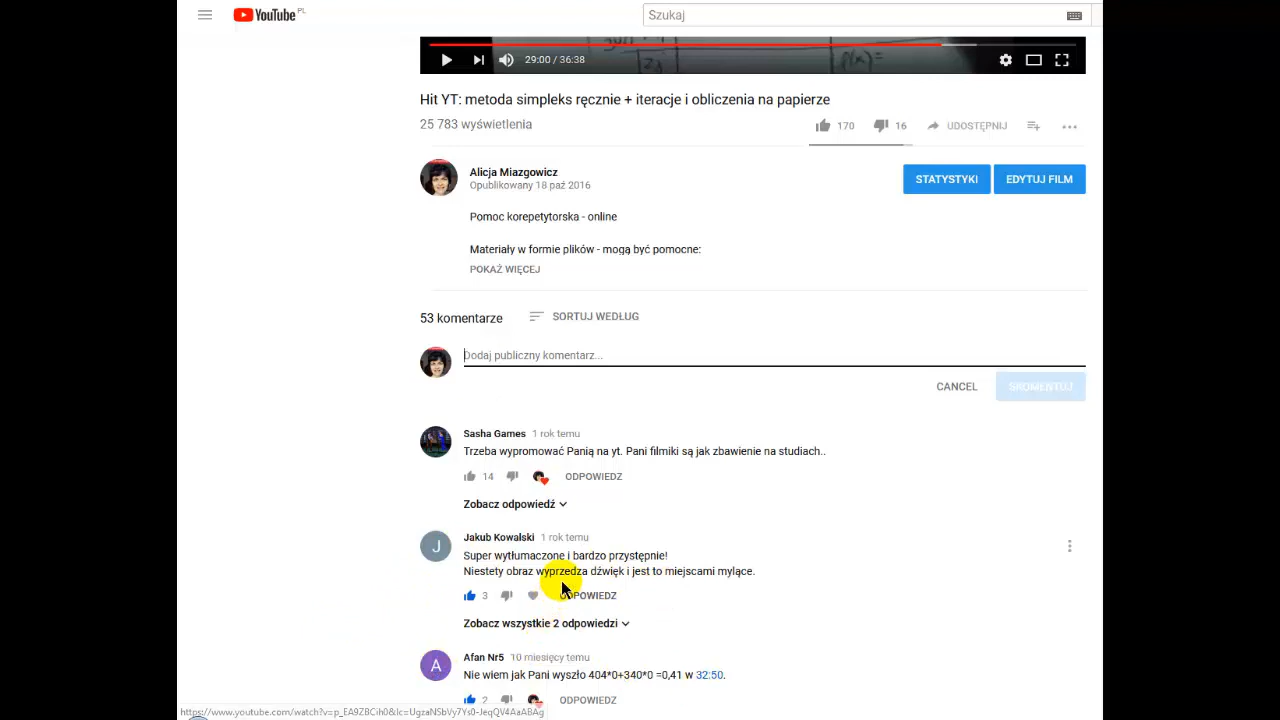 YouTube PL
Szukaj
f(x)=
29:00 / 36:38
Hit YT: metoda simpleks ręcznie + iteracje i obliczenia na papierze
25 783 wyświetlenia
170
16
UDOSTĘPNIJ
Alicja Miazgowicz
Opublikowany 18 paź 2016
STATYSTYKI
EDYTUJ FILM
Pomoc korepetytorska - online
Materiały w formie plików - mogą być pomocne:
POKAŻ WIĘCEJ
53 komentarze
SORTUJ WEDŁUG
Dodaj publiczny komentarz...
CANCEL
SKOMENTUJ
Sasha Games 1 rok temu
Trzeba wypromować Panią na yt. Pani filmiki są jak zbawienie na studiach..
14
ODPOWIEDZ
Zobacz odpowiedź
J
Jakub Kowalski 1 rok temu
Super wytłumaczone i bardzo przystępnie!
Niestety obraz wyprzedza dźwięk i jest to miejscami mylące.
3
ODPOWIEDZ
Zobacz wszystkie 2 odpowiedzi
A
Afan Nr5 10 miesięcy temu
Nie wiem jak Pani wyszło 404*0+340*0 =0,41 w 32:50.
2
ODPOWIEDZ
https://www.youtube.com/watch?v=p_EA9ZBCih0&lc=UgzaNSbVy7Ys0-JeqQV4AaABAg